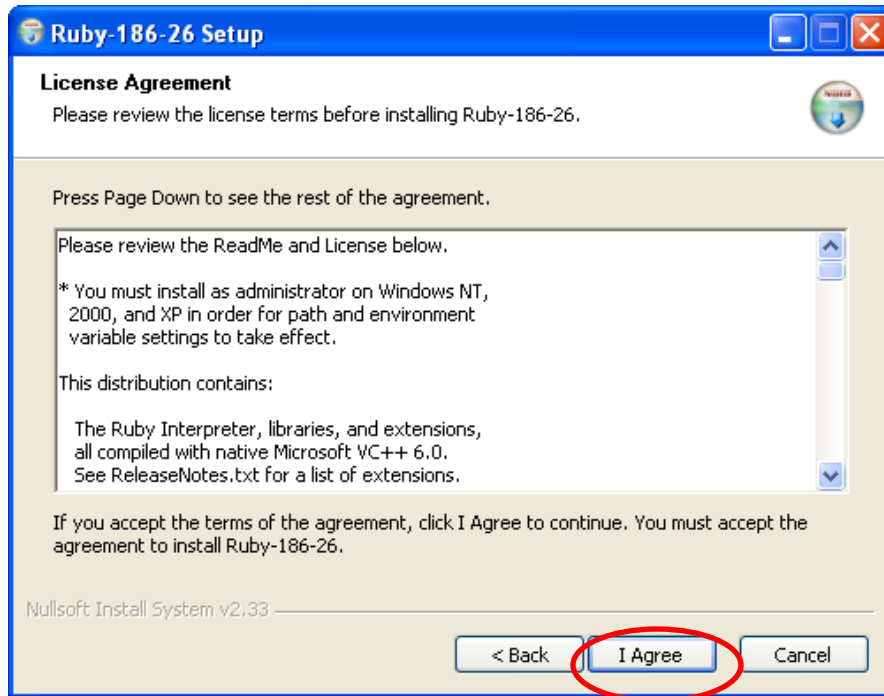 Ruby-186-26 Setup
License Agreement
Please review the license terms before installing Ruby-186-26.
Press Page Down to see the rest of the agreement.
Please review the ReadMe and License below.
* You must install as administrator on Windows NT,
2000, and XP in order for path and environment
variable settings to take effect.
This distribution contains:
The Ruby Interpreter, libraries, and extensions,
all compiled with native Microsoft VC++ 6.0.
See ReleaseNotes.txt for a list of extensions.
If you accept the terms of the agreement, click I Agree to continue. You must accept the
agreement to install Ruby-186-26.
Nullsoft Install System v2.33
< Back
I Agree
Cancel